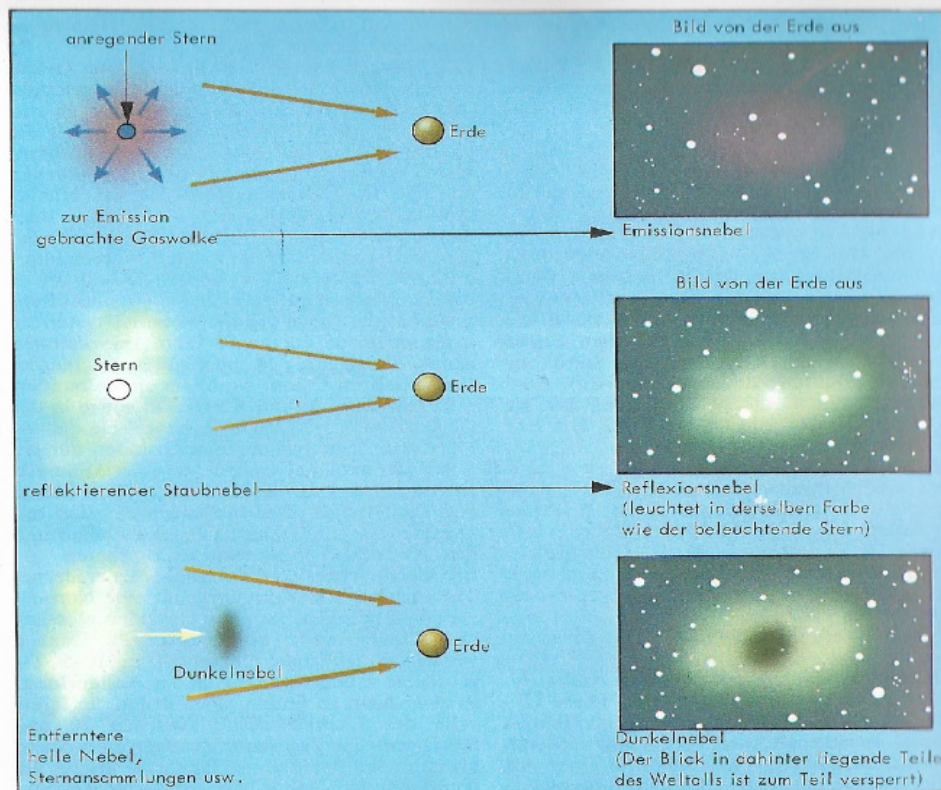 anregender Stern
Bild von der Erde aus
Erde
zur Emission
gebrachte Gaswolke
Emissionsnebel
Bild von der Erde aus
Stern
Erde
reflektierender Staubnebel
Reflexionsnebel
(leuchtet in derselben Farbe
wie der beleuchtende Stern)
Erde
Dunkelnebel
Entferntere
helle Nebel,
Sternansammlungen usw.
Dunkelnebel
(Der Blick in dahinter liegende Teile
des Weltalls ist zum Teil versperrt)